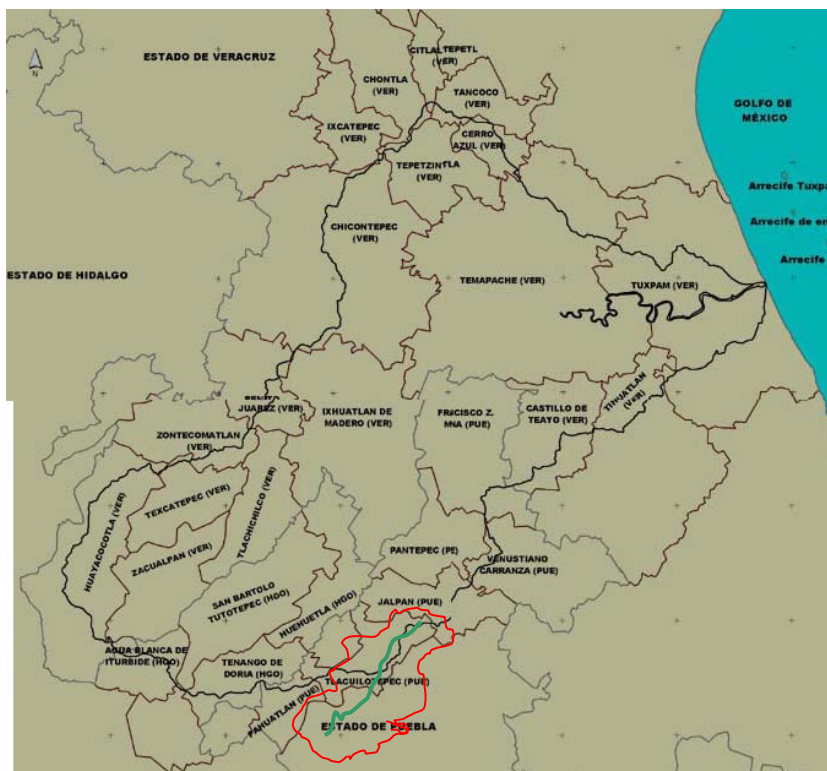 ESTADO DE VERACRUZ
CITLALTEPETL
(VER)
CHONTLA
(VER)
TANCOCO
(VER)
GOLFO DE
MÉXICO
IXCATEPEC
(VER)
CERRO
AZUL (VER)
TEPETZINTLA
(VER)
Arrecife Tuxpa
CHICONTEPEC
(VER)
Arrecife de en
Arrecife
ESTADO DE HIDALGO
TEMAPACHE (VER)
TUXPAM (VER)
TIHUATLAN
(VER)
JUAREZ (VER)
IXHUATLAN DE
MADERO (VER)
FRNCISCO Z.
MNA (PUE)
CASTILLO DE
TEAYO (VER)
ZONTECOMATLAN
(VER)
HUAYACOCOTLA (VER)
TEXCATEPEC (VER)
TLACHICHILCO (VER)
ZACUALPAN (VER)
PANTEPEC (PE)
VENUSTIANO
CARRANZA (PUE)
SAN BARTOLO
TUTOTEPEC (HGO)
HUEHUETLA (HGO)
JALPAN (PUE)
AGUA BLANCA DE
ITURBIDE (HGO)
TENANGO DE
DORIA (HGO)
TLACUILOTEPEC (PUE)
PAHUATLAN (PUE)
ESTADO DE PUEBLA
N